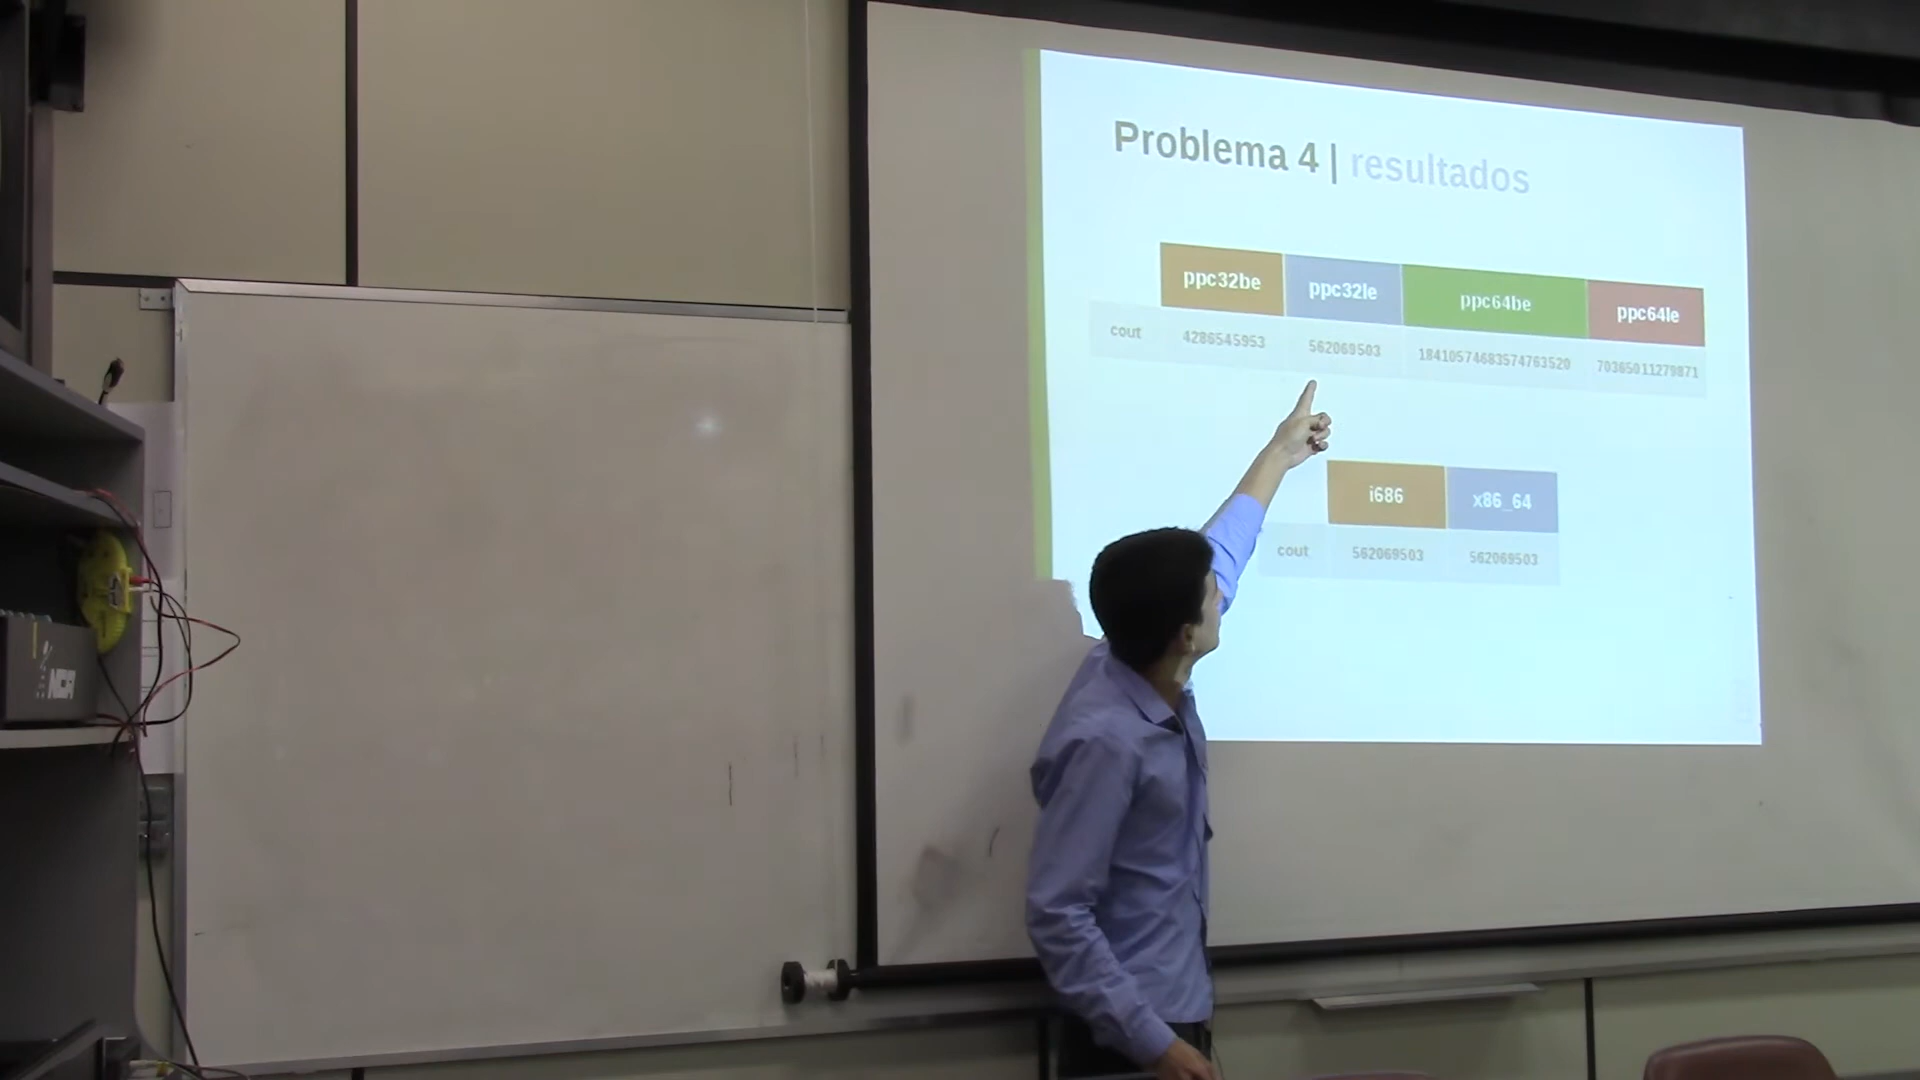 Problema 4 | resultados
ppc32be ppc32le ppc64be ppc64le
cout 4286545953 562069503 18410574683574763520 70365011279871
i686 x86_64
cout 562069503 562069503